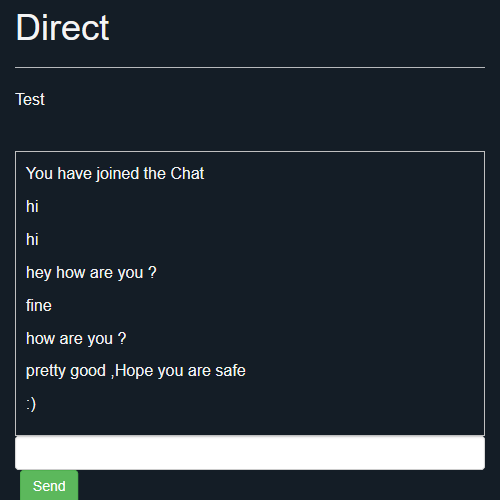 Direct
Test
You have joined the Chat
hi
hi
hey how are you ?
fine
how are you ?
pretty good ,Hope you are safe
:)
Send